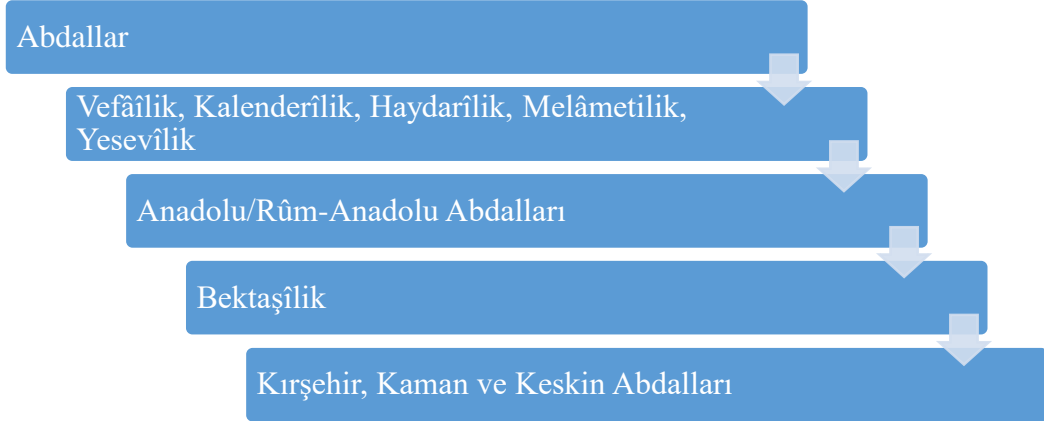 Abdallar
Vefâîlik, Kalenderîlik, Haydarîlik, Melâmetilik,
Yesevîlik
Anadolu/Rûm-Anadolu Abdalları
Bektaşîlik
Kırşehir, Kaman ve Keskin Abdalları